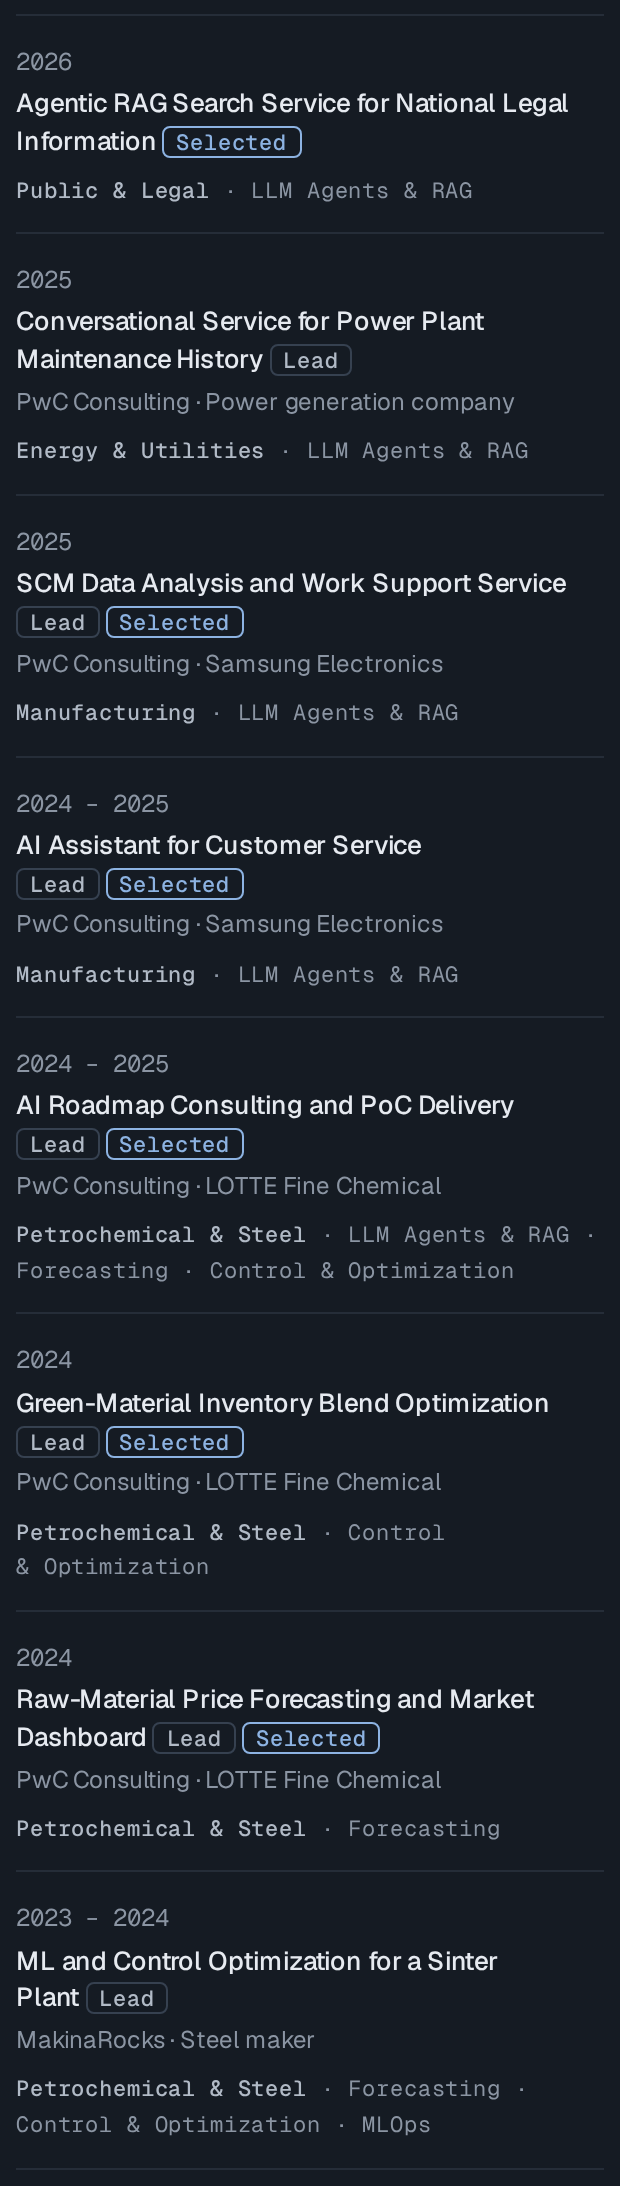 2026
Agentic RAG Search Service for National Legal
Information Selected
Public & Legal · LLM Agents & RAG
2025
Conversational Service for Power Plant
Maintenance History Lead
PwC Consulting · Power generation company
Energy & Utilities · LLM Agents & RAG
2025
SCM Data Analysis and Work Support Service
Lead Selected
PwC Consulting · Samsung Electronics
Manufacturing · LLM Agents & RAG
2024 – 2025
AI Assistant for Customer Service
Lead Selected
PwC Consulting · Samsung Electronics
Manufacturing · LLM Agents & RAG
2024 – 2025
AI Roadmap Consulting and PoC Delivery
Lead Selected
PwC Consulting · LOTTE Fine Chemical
Petrochemical & Steel · LLM Agents & RAG ·
Forecasting · Control & Optimization
2024
Green-Material Inventory Blend Optimization
Lead Selected
PwC Consulting · LOTTE Fine Chemical
Petrochemical & Steel · Control
& Optimization
2024
Raw-Material Price Forecasting and Market
Dashboard Lead Selected
PwC Consulting · LOTTE Fine Chemical
Petrochemical & Steel · Forecasting
2023 – 2024
ML and Control Optimization for a Sinter
Plant Lead
MakinaRocks · Steel maker
Petrochemical & Steel · Forecasting ·
Control & Optimization · MLOps